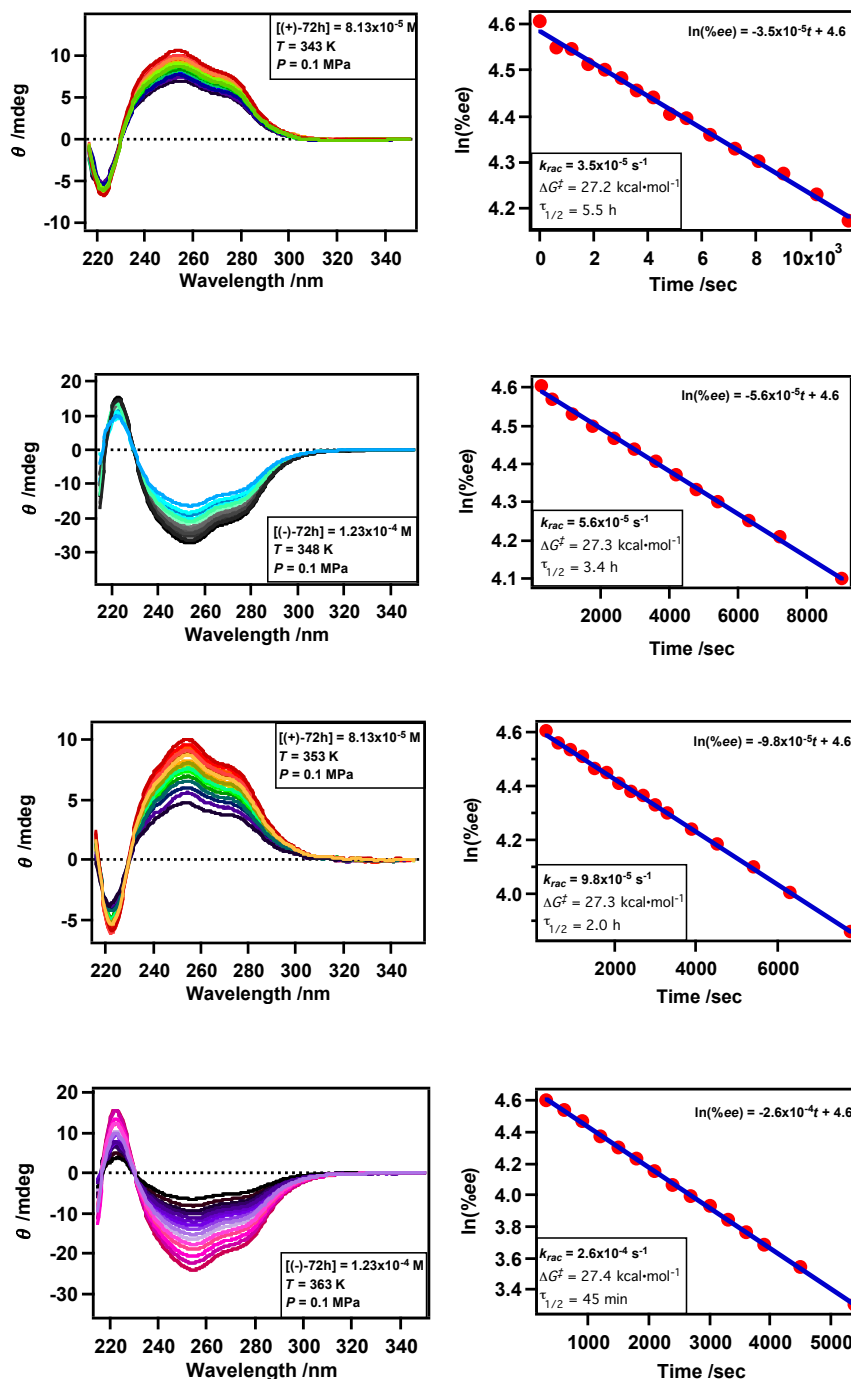 [(+)-72h] = 8.13x10⁻⁵ M
T = 343 K
P = 0.1 MPa
10
5
0
-5
-10
θ /mdeg
220 240 260 280 300 320 340
Wavelength /nm
ln(%ee) = -3.5x10⁻⁵t + 4.6
4.6
4.5
4.4
4.3
4.2
ln(%ee)
k_rac = 3.5x10⁻⁵ s⁻¹
ΔG‡ = 27.2 kcal•mol⁻¹
τ1/2 = 5.5 h
0 2 4 6 8 10x10³
Time /sec
20
10
0
-10
-20
-30
θ /mdeg
[(-)-72h] = 1.23x10⁻⁴ M
T = 348 K
P = 0.1 MPa
220 240 260 280 300 320 340
Wavelength /nm
ln(%ee) = -5.6x10⁻⁵t + 4.6
4.6
4.5
4.4
4.3
4.2
4.1
ln(%ee)
k_rac = 5.6x10⁻⁵ s⁻¹
ΔG‡ = 27.3 kcal•mol⁻¹
τ1/2 = 3.4 h
2000 4000 6000 8000
Time /sec
[(+)-72h] = 8.13x10⁻⁵ M
T = 353 K
P = 0.1 MPa
10
5
0
-5
θ /mdeg
220 240 260 280 300 320 340
Wavelength /nm
ln(%ee) = -9.8x10⁻⁵t + 4.6
4.6
4.4
4.2
4.0
ln(%ee)
k_rac = 9.8x10⁻⁵ s⁻¹
ΔG‡ = 27.3 kcal•mol⁻¹
τ1/2 = 2.0 h
2000 4000 6000
Time /sec
20
10
0
-10
-20
-30
θ /mdeg
[(-)-72h] = 1.23x10⁻⁴ M
T = 363 K
P = 0.1 MPa
220 240 260 280 300 320 340
Wavelength /nm
ln(%ee) = -2.6x10⁻⁴t + 4.6
4.6
4.4
4.2
4.0
3.8
3.6
3.4
ln(%ee)
k_rac = 2.6x10⁻⁴ s⁻¹
ΔG‡ = 27.4 kcal•mol⁻¹
τ1/2 = 45 min
1000 2000 3000 4000 5000
Time /sec